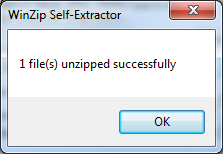 WinZip Self-Extractor
1 file(s) unzipped successfully
OK